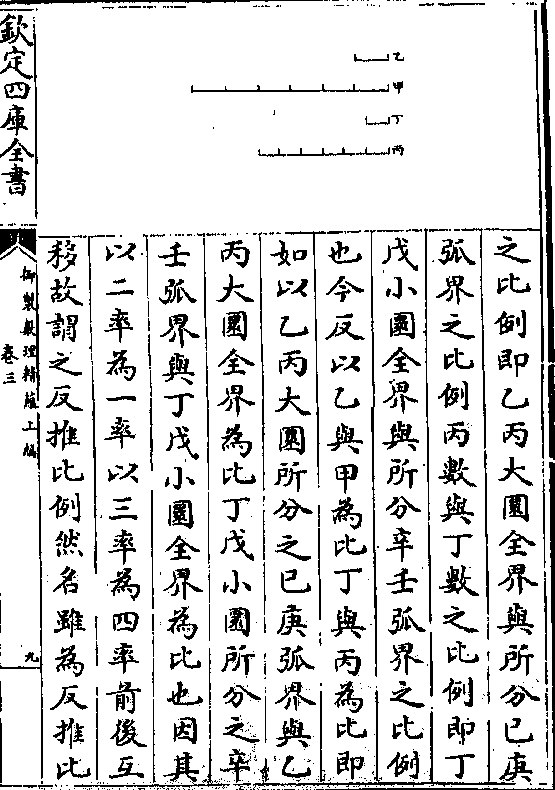 乙
甲
丁
丙
之比例即乙丙大圜全界與所分己庚
弧界之比例丙數與丁數之比例即丁
戊小圜全界與所分辛壬弧界之比例
也今反以乙與甲為比丁與丙為比即
如以乙丙大圜所分之己庚弧界與乙
丙大圜全界為比丁戊小圜所分之辛
壬弧界與丁戊小圜全界為比也因其
以二率為一率以三率為四率前後互
移故謂之反推比例然名雖為反推比
欽定四庫全書
御製數理精蘊上編
卷三
九